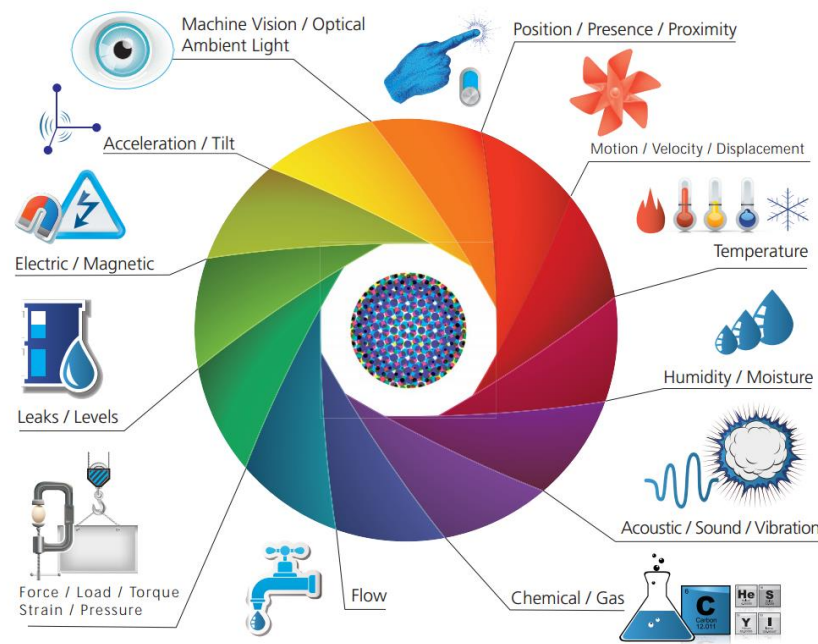 Machine Vision / Optical
Ambient Light
Position / Presence / Proximity
Acceleration / Tilt
Motion / Velocity / Displacement
Electric / Magnetic
Temperature
Leaks / Levels
Humidity / Moisture
Acoustic / Sound / Vibration
Force / Load / Torque
Strain / Pressure
Flow
Chemical / Gas
6
C
Carbon
12.011
He
S
Y
I